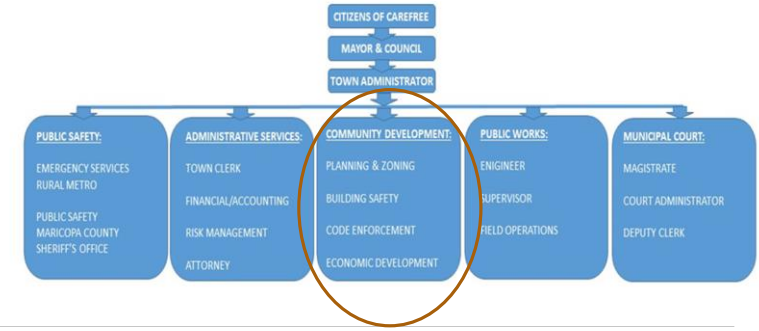 CITIZENS OF CAREFREE
MAYOR & COUNCIL
TOWN ADMINISTRATOR
PUBLIC SAFETY:
EMERGENCY SERVICES
RURAL METRO
PUBLIC SAFETY
MARICOPA COUNTY
SHERIFF'S OFFICE
ADMINISTRATIVE SERVICES:
TOWN CLERK
FINANCIAL/ACCOUNTING
RISK MANAGEMENT
ATTORNEY
COMMUNITY DEVELOPMENT:
PLANNING & ZONING
BUILDING SAFETY
CODE ENFORCEMENT
ECONOMIC DEVELOPMENT
PUBLIC WORKS:
ENIGINEER
SUPERVISOR
FIELD OPERATIONS
MUNICIPAL COURT:
MAGISTRATE
COURT ADMINISTRATOR
DEPUTY CLERK